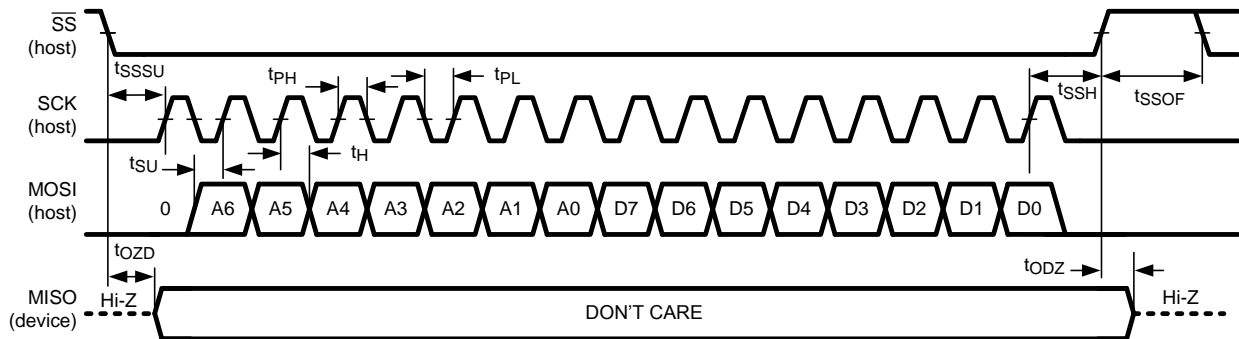 SS
(host)
tSSSU
tPH
tPL
tSSH
tSSOF
SCK
(host)
tSU
tH
MOSI
(host)
0 A6 A5 A4 A3 A2 A1 A0 D7 D6 D5 D4 D3 D2 D1 D0
tOZD
tODZ
MISO
(device)
Hi-Z
DON'T CARE
Hi-Z